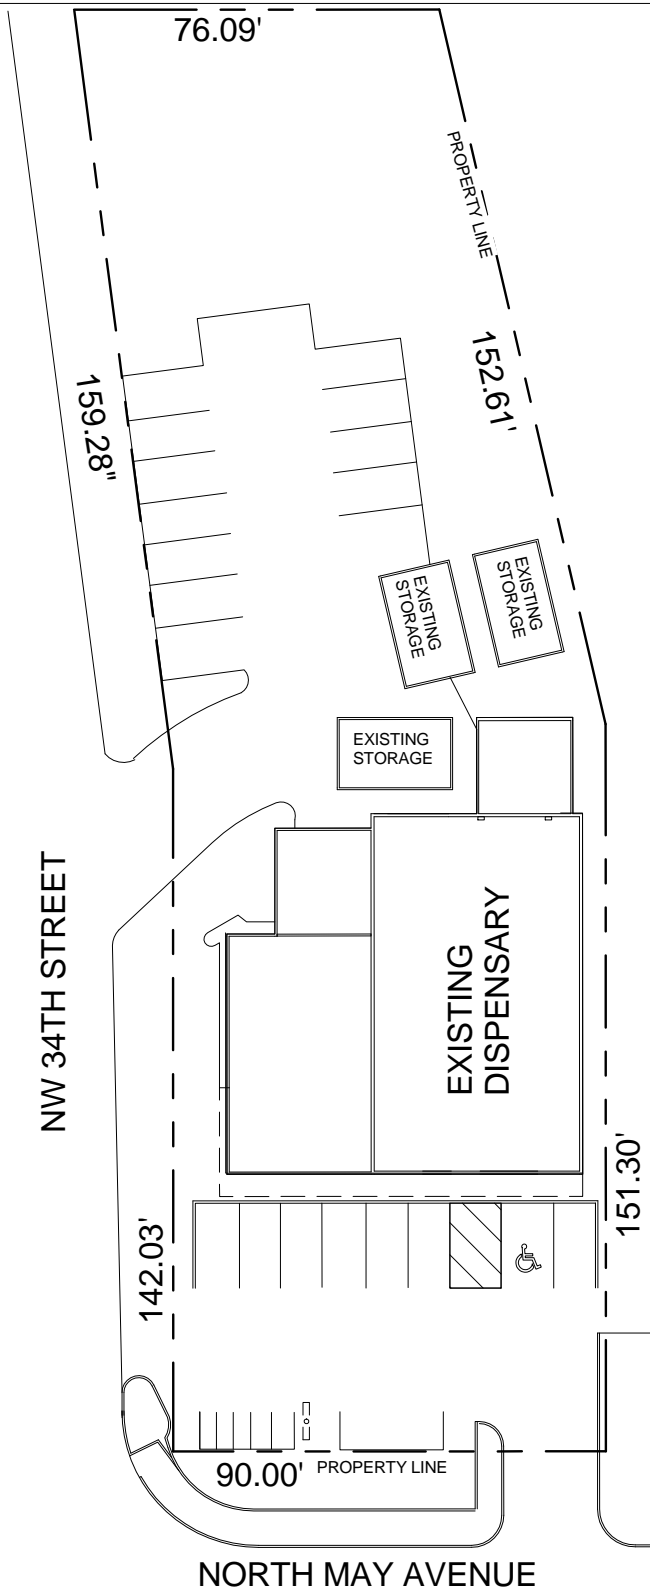 76.09'
PROPERTY LINE
152.61'
159.28"
EXISTING
STORAGE
EXISTING
STORAGE
EXISTING
STORAGE
NW 34TH STREET
EXISTING
DISPENSARY
151.30'
142.03'
90.00'
PROPERTY LINE
NORTH MAY AVENUE